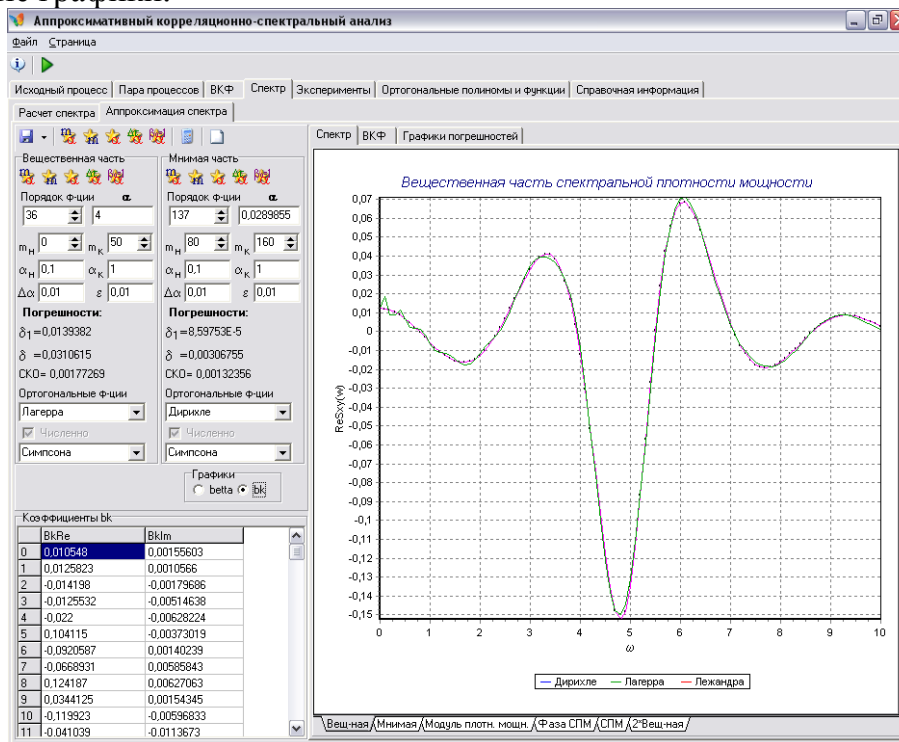 ие графики.
Аппроксимативный корреляционно-спектральный анализ
Файл Страница
Исходный процесс Пара процессов ВКФ Спектр Эксперименты Ортогональные полиномы и функции Справочная информация
Расчет спектра Аппроксимация спектра
Спектр ВКФ Графики погрешностей
Вещественная часть Мнимая часть
Порядок ф-ции α Порядок ф-ции α
36 4 137 0,0289855
mН 0 mК 50 mН 80 mК 160
αН 0,1 αК 1 αН 0,1 αК 1
Δα 0,01 ε 0,01 Δα 0,01 ε 0,01
Погрешности: Погрешности:
δ1 =0,0139382 δ1 =8,59753E-5
δ =0,0310615 δ =0,00306755
СКО= 0,00177269 СКО= 0,00132356
Ортогональные ф-ции Ортогональные ф-ции
Лагерра Дирихле
Численно Численно
Симпсона Симпсона
Графики
betta bk
Коэффициенты bk
BkRe BkIm
0 0,010548 0,00155603
1 0,0125823 0,0010566
2 -0,014198 -0,00179686
3 -0,0125532 -0,00514638
4 -0,022 -0,00628224
5 0,104115 -0,00373019
6 -0,0920587 0,00140239
7 -0,0668931 0,00585843
8 0,124187 0,00627063
9 0,0344125 0,00154345
10 -0,119923 -0,00596833
11 -0,041039 -0,0113673
Вещественная часть спектральной плотности мощности
0,07
0,06
0,05
0,04
0,03
0,02
0,01
0
-0,01
-0,02
-0,03
-0,04
-0,05
-0,06
-0,07
-0,08
-0,09
-0,1
-0,11
-0,12
-0,13
-0,14
-0,15
ReSxy(w)
0 1 2 3 4 5 6 7 8 9 10
ω
Дирихле Лагерра Лежандра
Вещ-ная Мнимая Модуль плотн. мощн. Фаза СПМ СПМ 2*Вещ-ная